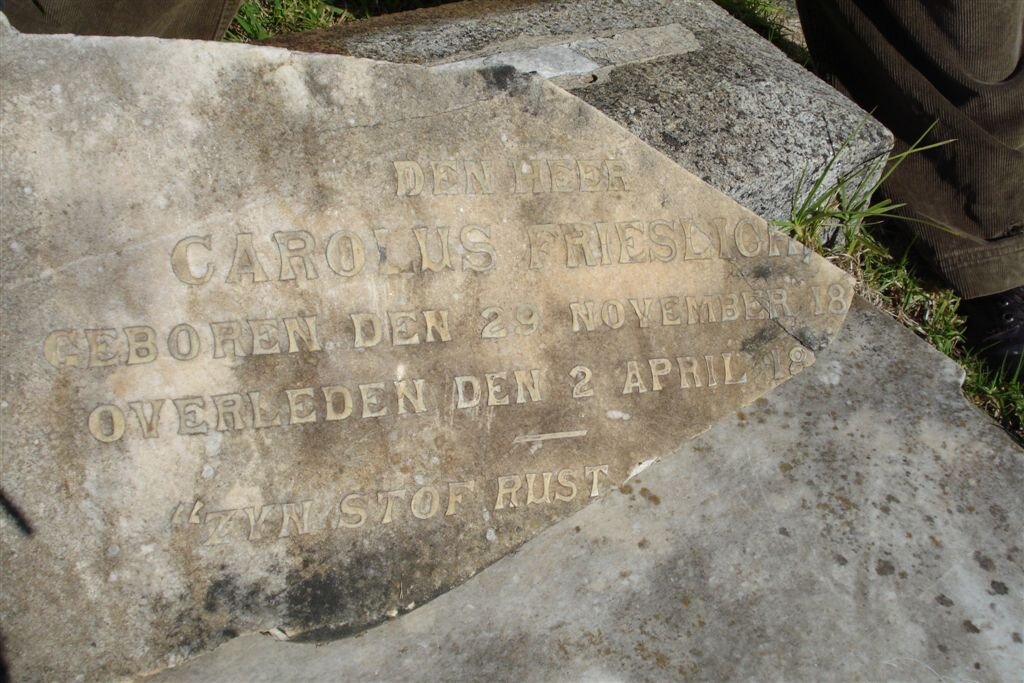 DEN HEER
CAROLUS FRIESLICH,
GEBOREN DEN 29 NOVEMBER 18
OVERLEDEN DEN 2 APRIL 18
"ZYN STOF RUST